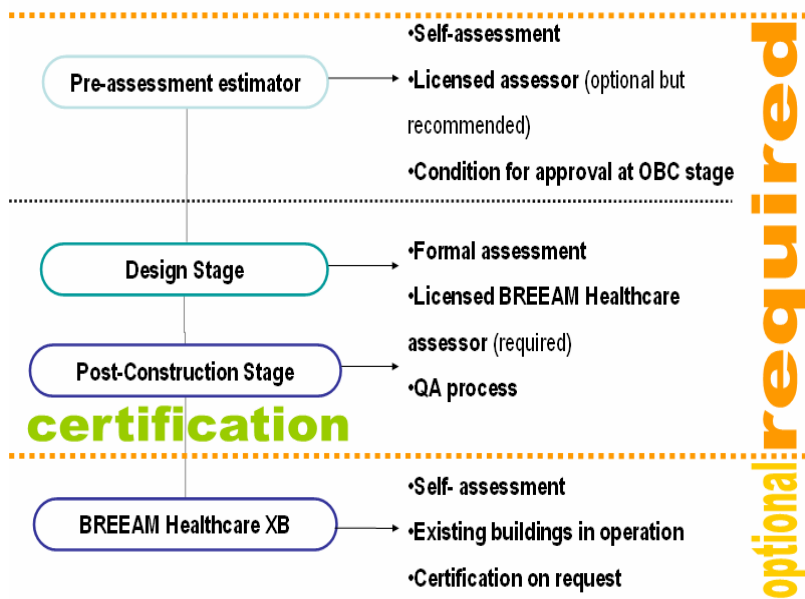 Pre-assessment estimator
•Self-assessment
•Licensed assessor (optional but
recommended)
•Condition for approval at OBC stage
Design Stage
Post-Construction Stage
•Formal assessment
•Licensed BREEAM Healthcare
assessor (required)
•QA process
certification
required
BREEAM Healthcare XB
•Self- assessment
•Existing buildings in operation
•Certification on request
optional